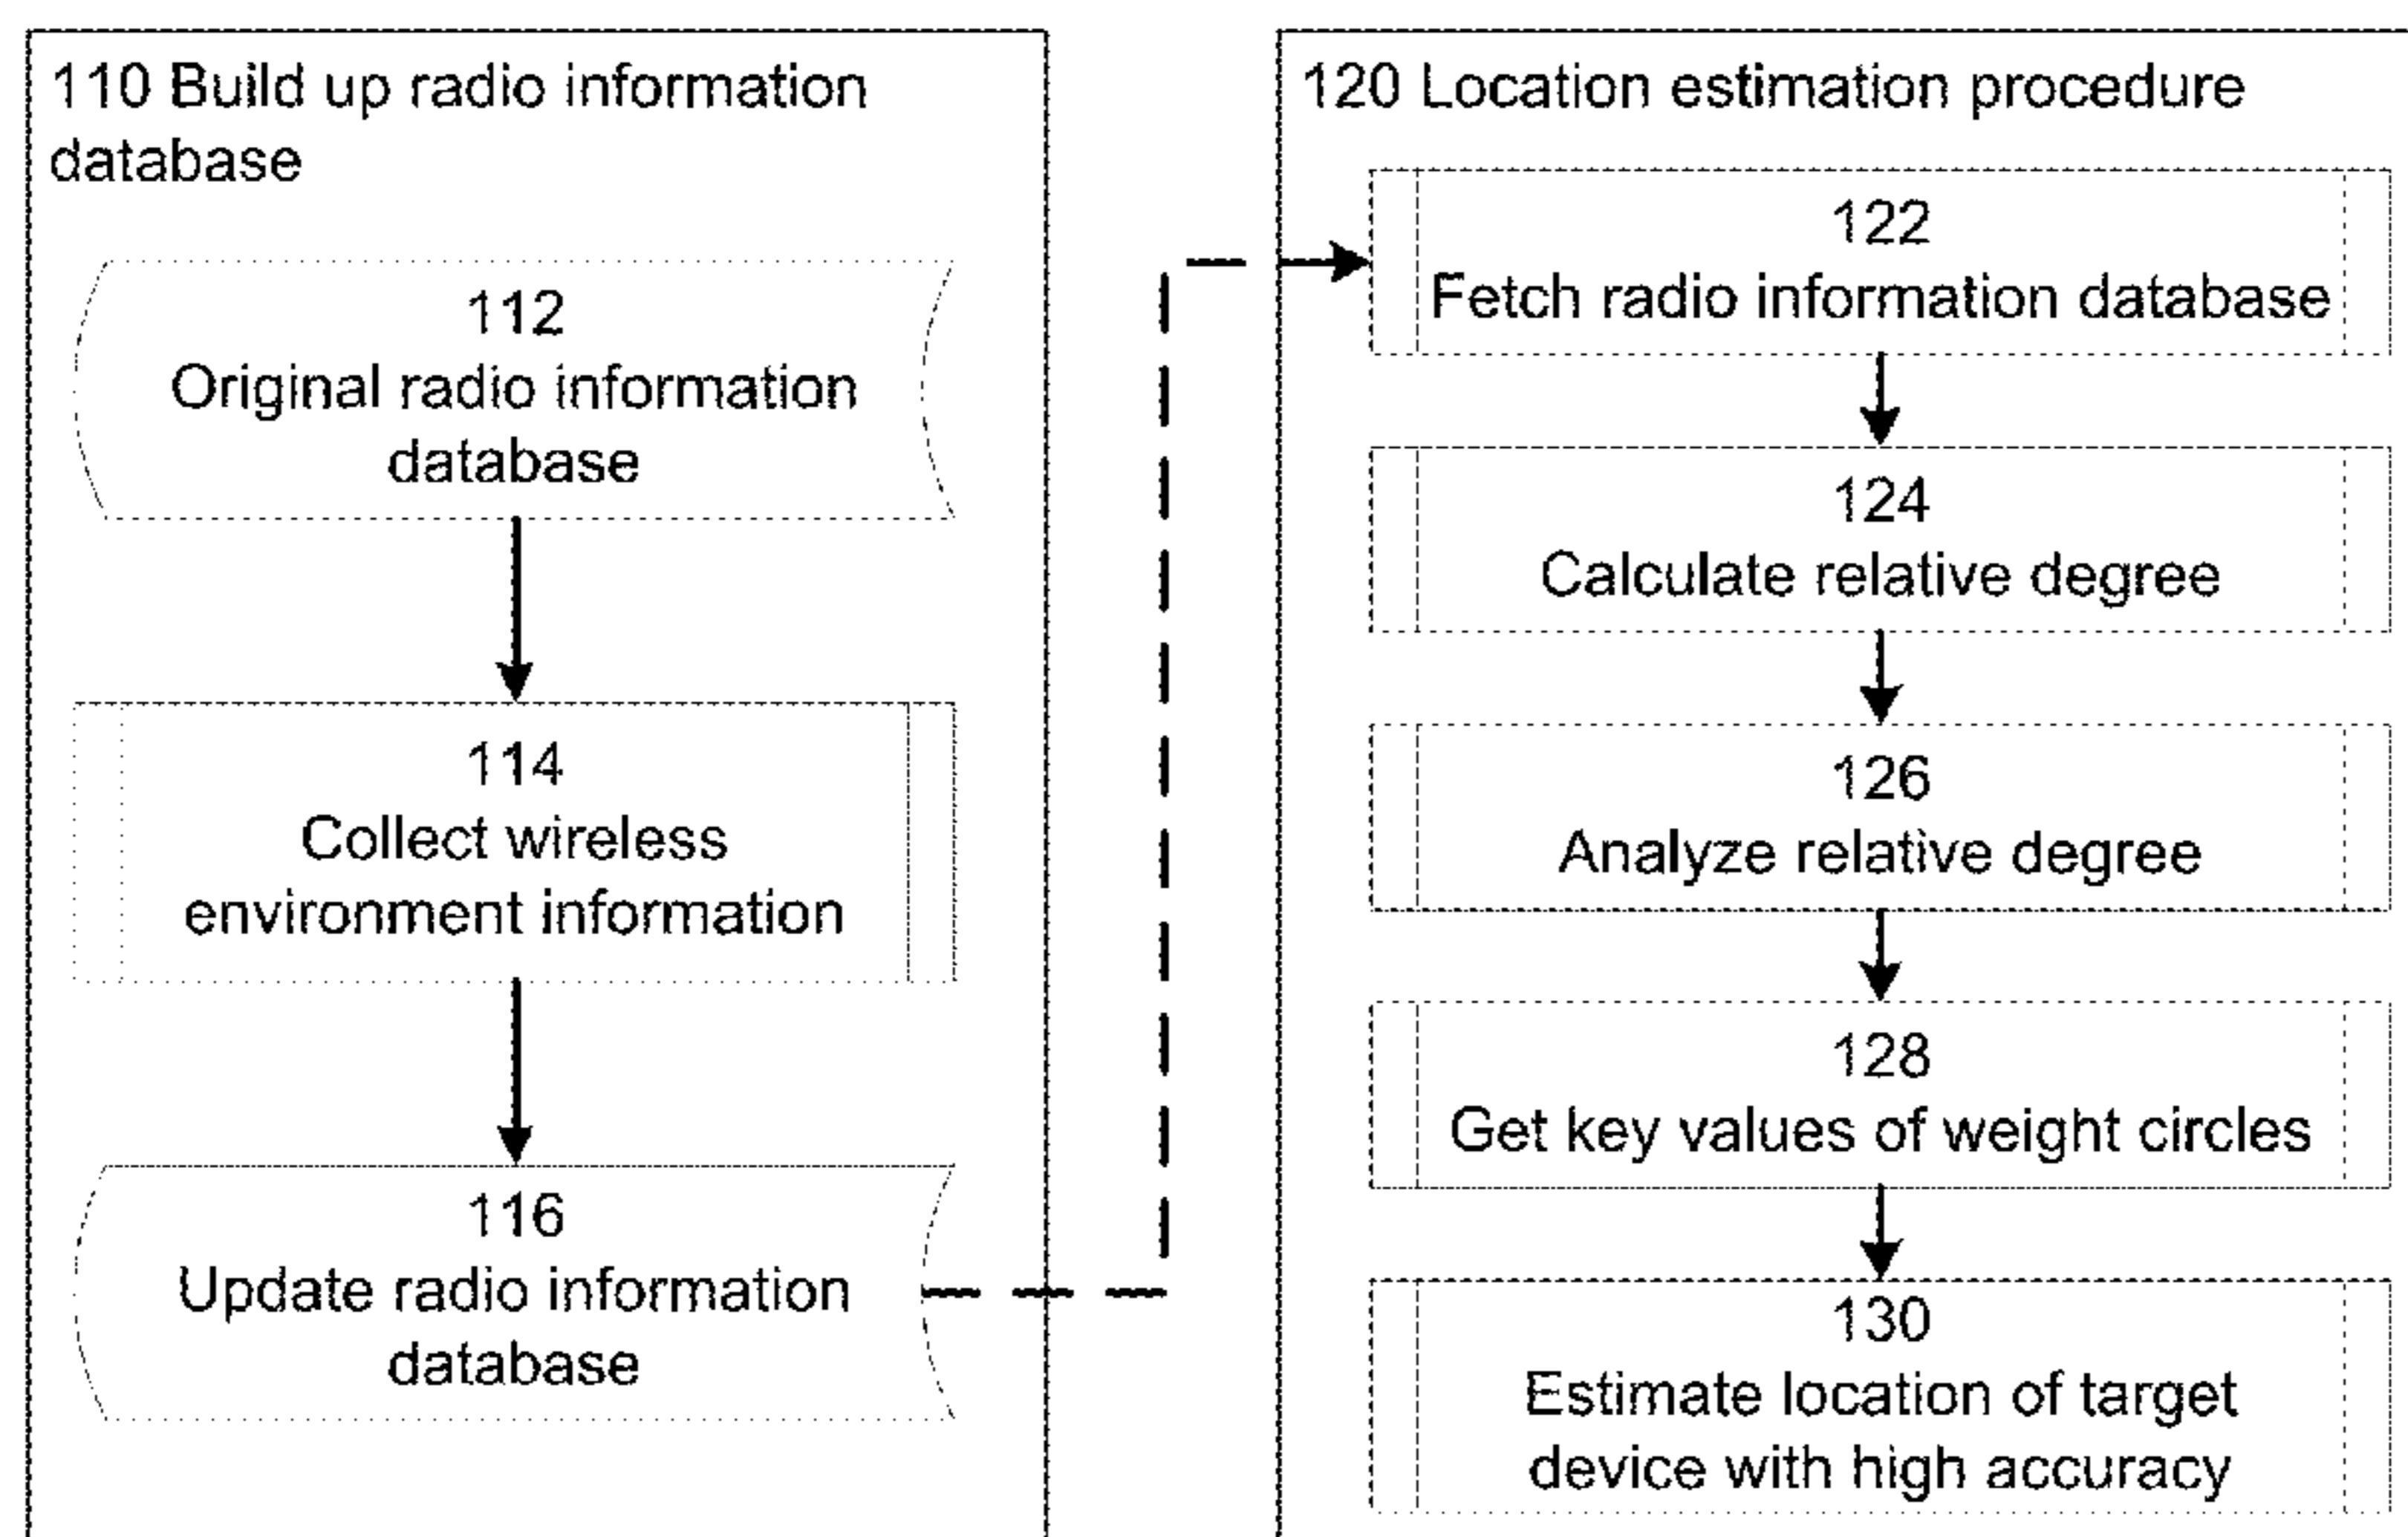 110 Build up radio information
database
112
Original radio information
database
114
Collect wireless
environment information
116
Update radio information
database
120 Location estimation procedure
122
Fetch radio information database
124
Calculate relative degree
126
Analyze relative degree
128
Get key values of weight circles
130
Estimate location of target
device with high accuracy